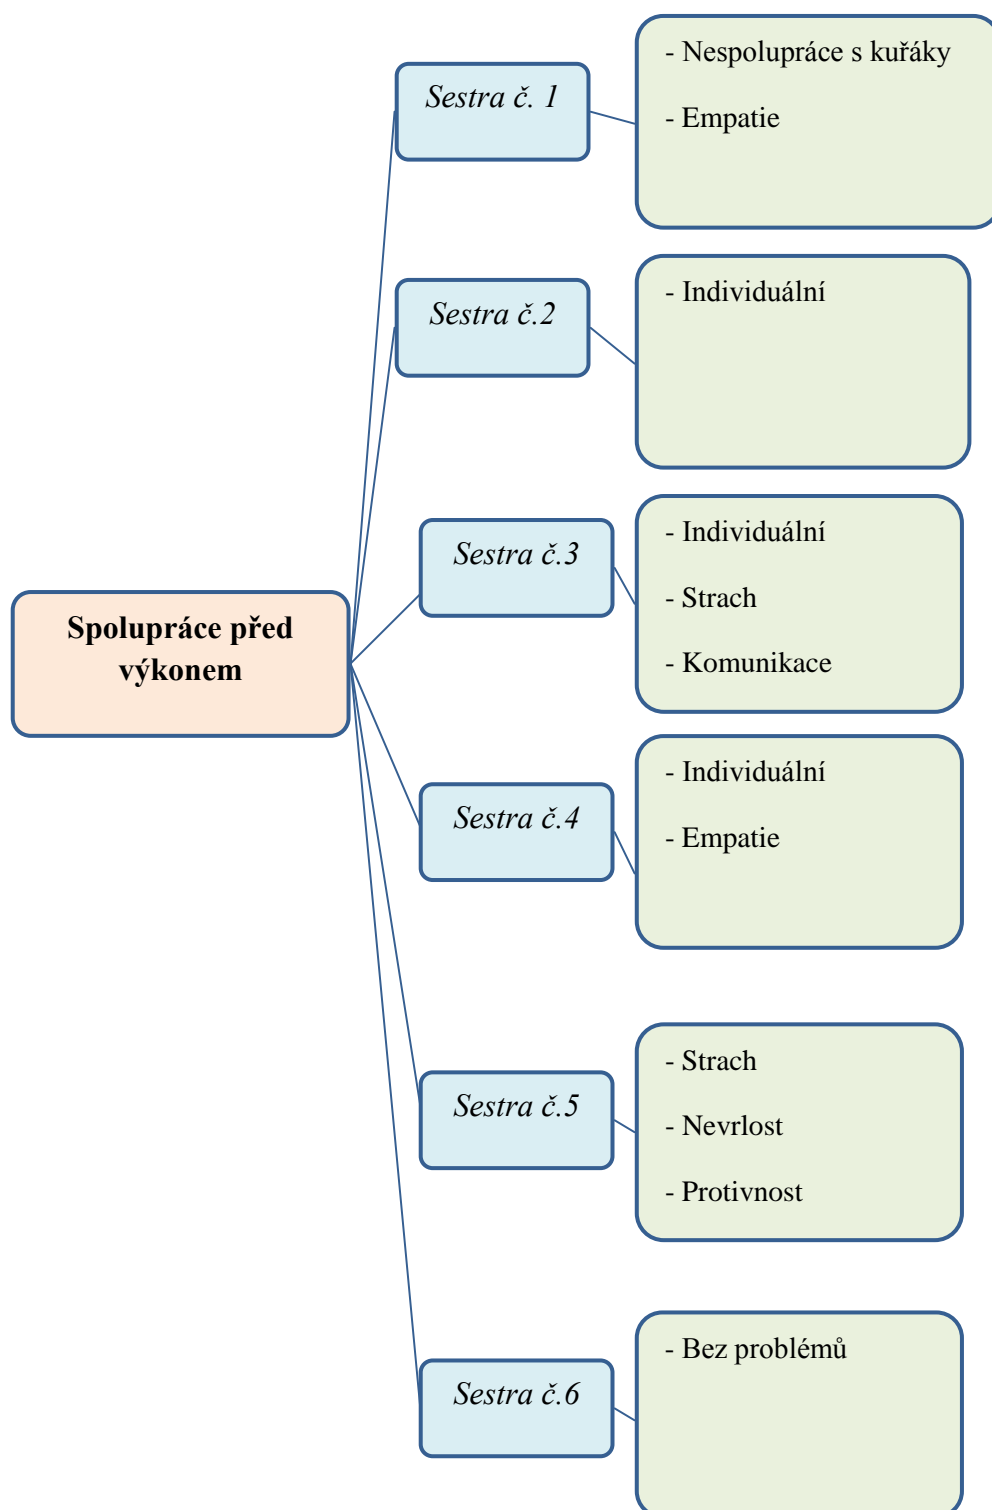 Spolupráce před
výkonem
Sestra č. 1
- Nespolupráce s kuřáky
- Empatie
Sestra č.2
- Individuální
Sestra č.3
- Individuální
- Strach
- Komunikace
Sestra č.4
- Individuální
- Empatie
Sestra č.5
- Strach
- Nevrlost
- Protivnost
Sestra č.6
- Bez problémů